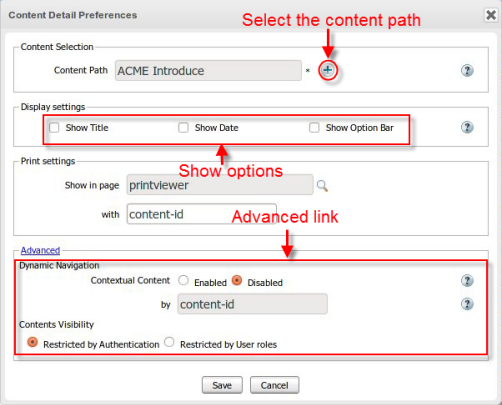 Content Detail Preferences
Select the content path
Content Selection
Content Path ACME Introduce *
Display settings
Show Title Show Date Show Option Bar
Print settings
Show options
Show in page printviewer
with content-id
Advanced link
Advanced
Dynamic Navigation
Contextual Content Enabled Disabled
by content-id
Contents Visibility
Restricted by Authentication Restricted by User roles
Save Cancel